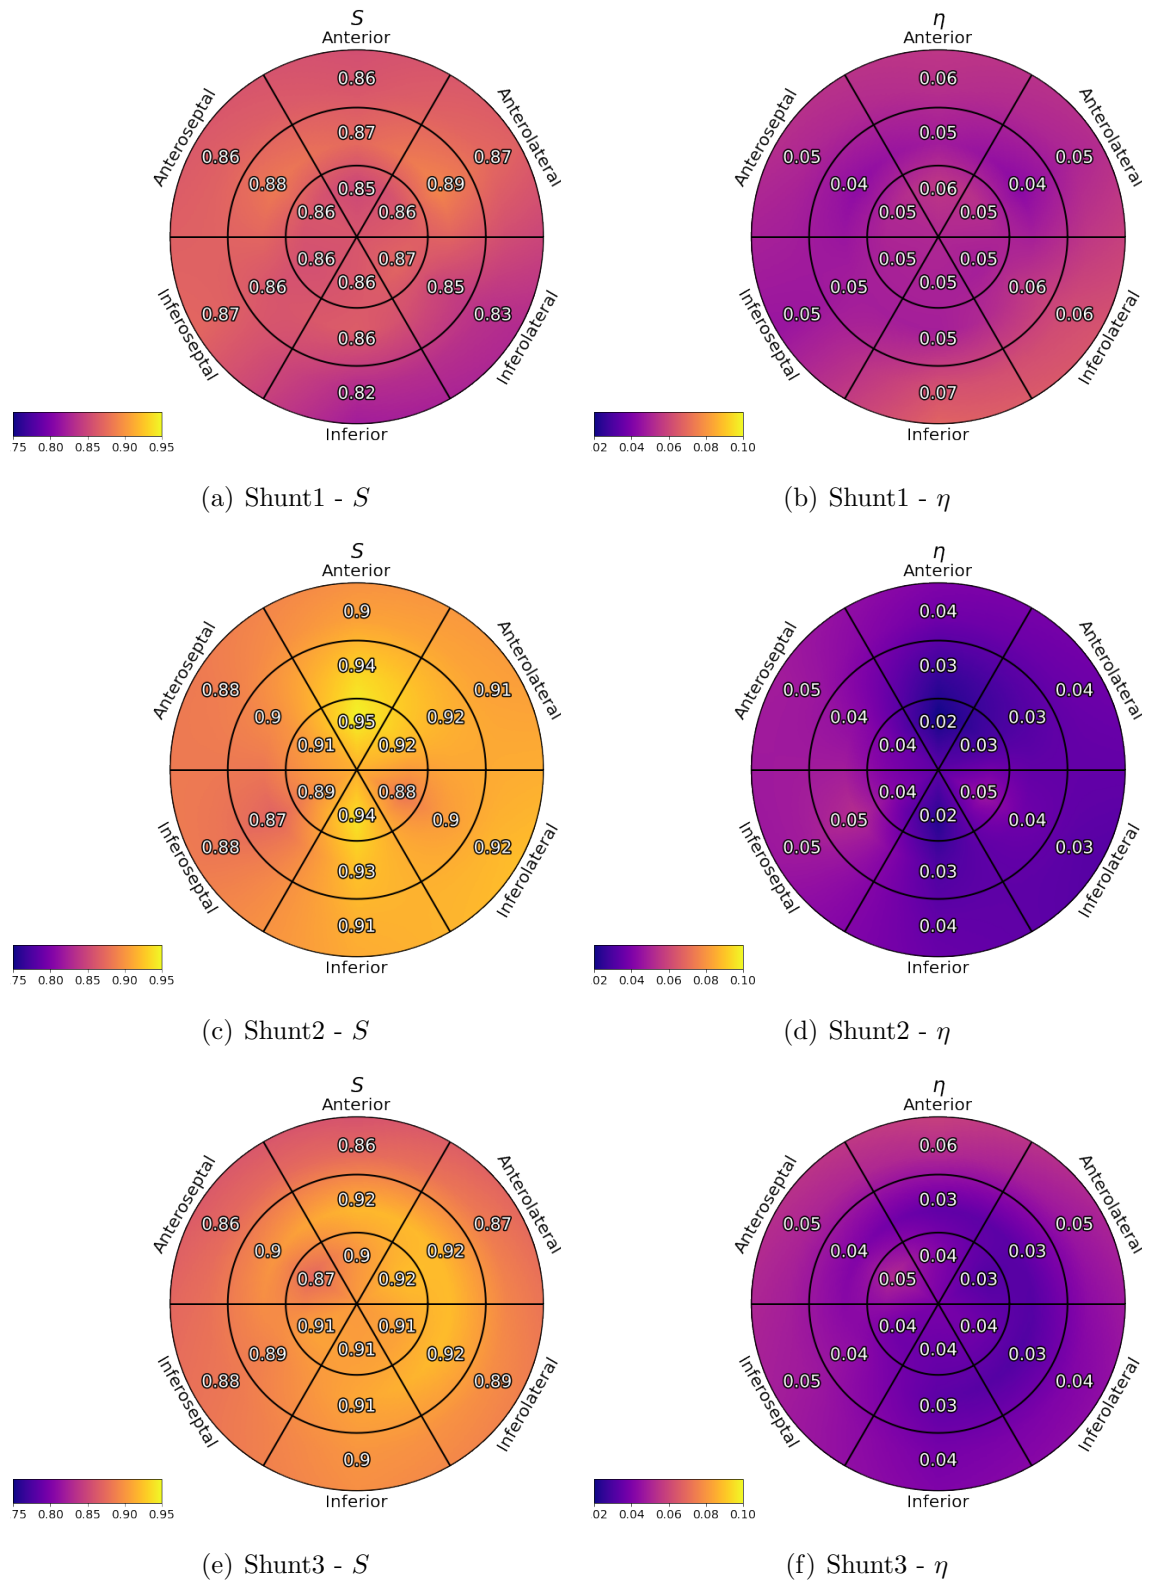 S
Anterior
Anteroseptal
Anterolateral
0.86
0.87
0.86
0.87
0.88
0.89
0.85
0.86
0.86
0.86
0.87
0.86
0.86
0.85
0.87
0.83
0.86
0.82
Inferoseptal
Inferolateral
Inferior
75 0.80 0.85 0.90 0.95
(a) Shunt1 - S
η
Anterior
Anteroseptal
Anterolateral
0.06
0.05
0.05
0.05
0.04
0.04
0.06
0.05
0.05
0.05
0.05
0.05
0.05
0.06
0.05
0.06
0.05
0.07
Inferoseptal
Inferolateral
Inferior
02 0.04 0.06 0.08 0.10
(b) Shunt1 - η
S
Anterior
Anteroseptal
Anterolateral
0.9
0.94
0.88
0.91
0.9
0.92
0.95
0.91
0.92
0.89
0.88
0.94
0.87
0.9
0.88
0.92
0.93
0.91
Inferoseptal
Inferolateral
Inferior
75 0.80 0.85 0.90 0.95
(c) Shunt2 - S
η
Anterior
Anteroseptal
Anterolateral
0.04
0.03
0.05
0.04
0.04
0.03
0.02
0.04
0.03
0.04
0.05
0.02
0.05
0.04
0.05
0.03
0.03
0.04
Inferoseptal
Inferolateral
Inferior
02 0.04 0.06 0.08 0.10
(d) Shunt2 - η
S
Anterior
Anteroseptal
Anterolateral
0.86
0.92
0.86
0.87
0.9
0.92
0.9
0.87
0.92
0.91
0.91
0.91
0.89
0.92
0.88
0.89
0.91
0.9
Inferoseptal
Inferolateral
Inferior
75 0.80 0.85 0.90 0.95
(e) Shunt3 - S
η
Anterior
Anteroseptal
Anterolateral
0.06
0.03
0.05
0.05
0.04
0.03
0.04
0.05
0.03
0.04
0.04
0.04
0.04
0.03
0.05
0.04
0.03
0.04
Inferoseptal
Inferolateral
Inferior
02 0.04 0.06 0.08 0.10
(f) Shunt3 - η